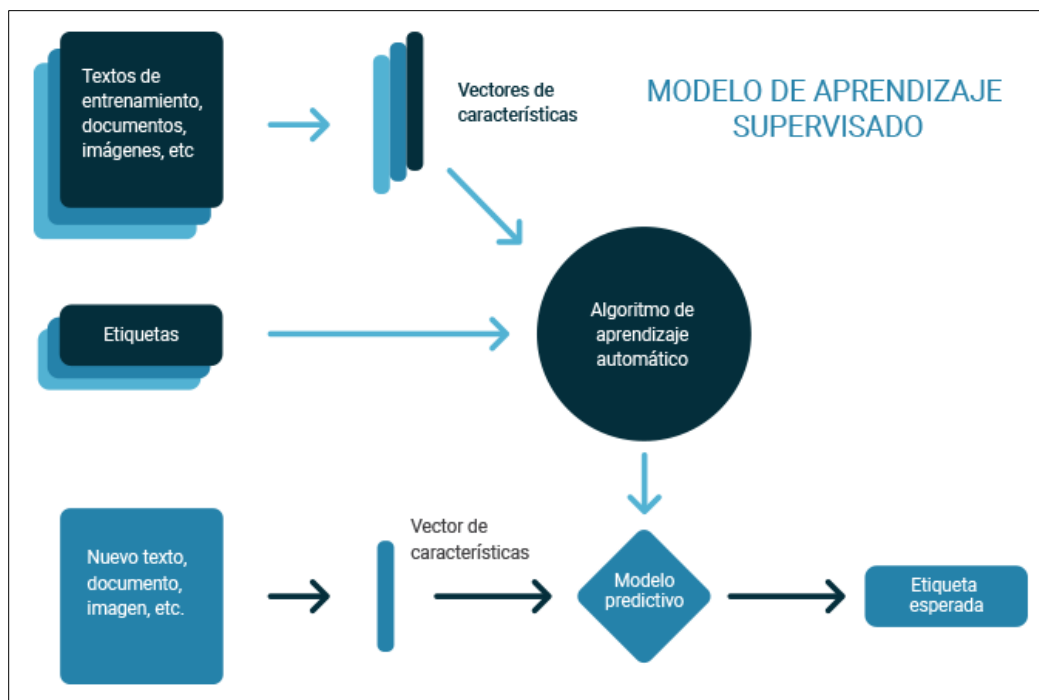 Textos de
entrenamiento,
documentos,
imágenes, etc
Vectores de
características
MODELO DE APRENDIZAJE
SUPERVISADO
Etiquetas
Algoritmo de
aprendizaje
automático
Nuevo texto,
documento,
imagen, etc.
Vector de
características
Modelo
predictivo
Etiqueta
esperada